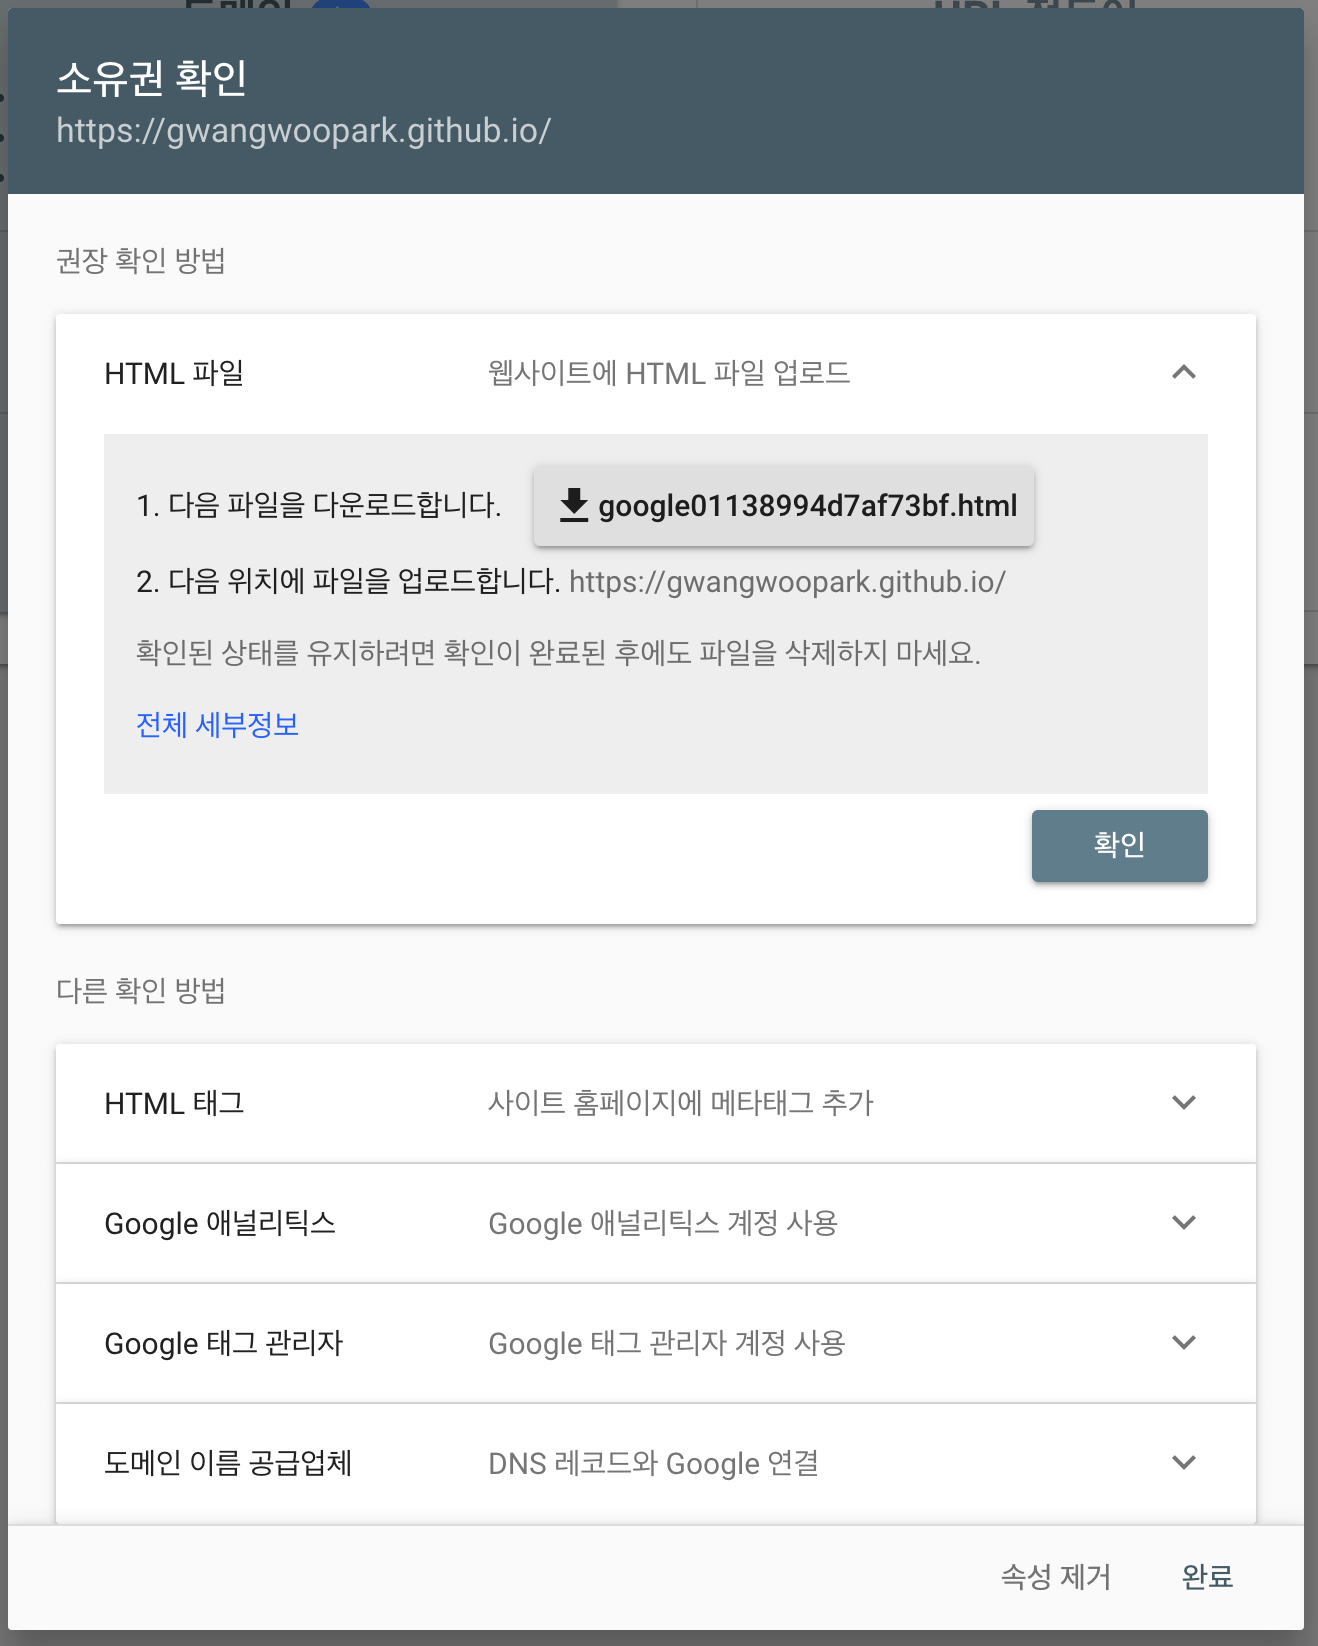 소유권 확인
https://gwangwoopark.github.io/
권장 확인 방법
HTML 파일 웹사이트에 HTML 파일 업로드
1. 다음 파일을 다운로드합니다. google01138994d7af73bf.html
2. 다음 위치에 파일을 업로드합니다. https://gwangwoopark.github.io/
확인된 상태를 유지하려면 확인이 완료된 후에도 파일을 삭제하지 마세요.
전체 세부정보
확인
다른 확인 방법
HTML 태그 사이트 홈페이지에 메타태그 추가
Google 애널리틱스 Google 애널리틱스 계정 사용
Google 태그 관리자 Google 태그 관리자 계정 사용
도메인 이름 공급업체 DNS 레코드와 Google 연결
속성 제거 완료